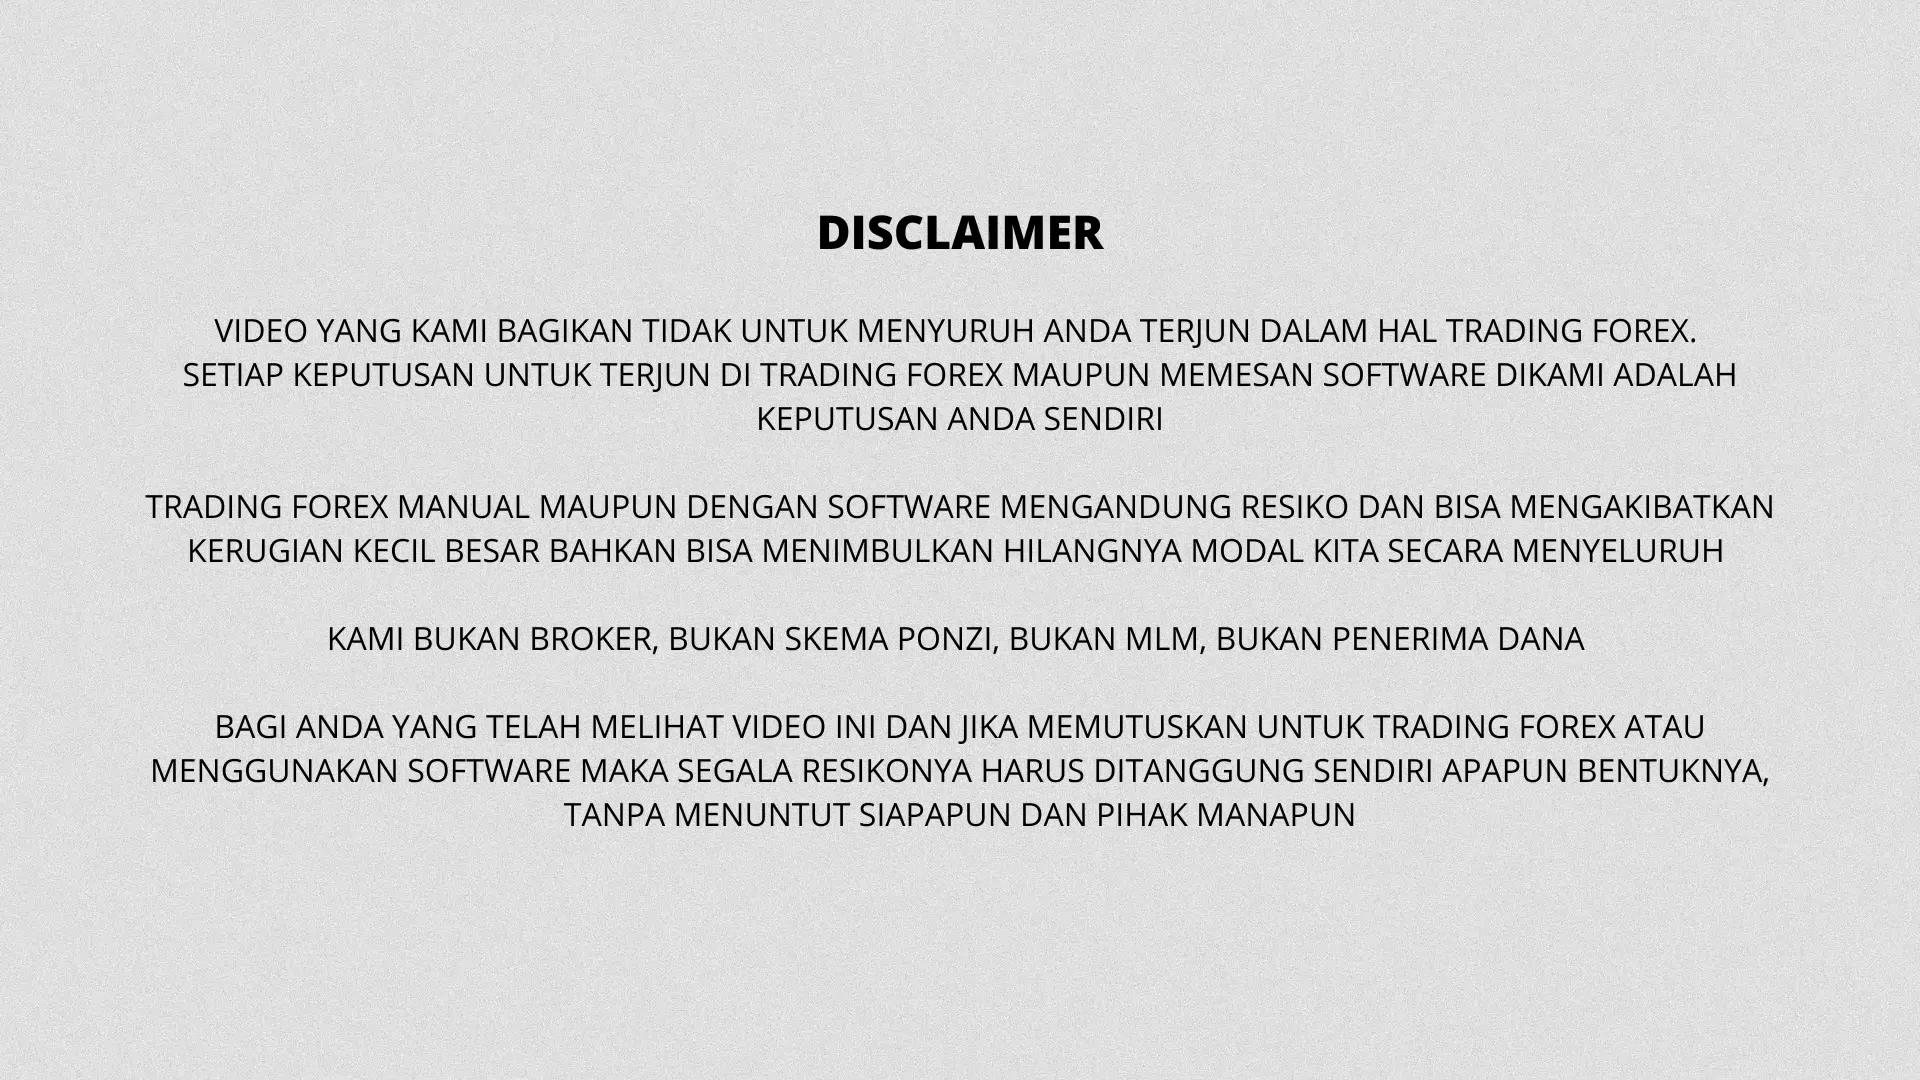 DISCLAIMER
VIDEO YANG KAMI BAGIKAN TIDAK UNTUK MENYURUH ANDA TERJUN DALAM HAL TRADING FOREX.
SETIAP KEPUTUSAN UNTUK TERJUN DI TRADING FOREX MAUPUN MEMESAN SOFTWARE DIKAMI ADALAH
KEPUTUSAN ANDA SENDIRI
TRADING FOREX MANUAL MAUPUN DENGAN SOFTWARE MENGANDUNG RESIKO DAN BISA MENGAKIBATKAN
KERUGIAN KECIL BESAR BAHKAN BISA MENIMBULKAN HILANGNYA MODAL KITA SECARA MENYELURUH
KAMI BUKAN BROKER, BUKAN SKEMA PONZI, BUKAN MLM, BUKAN PENERIMA DANA
BAGI ANDA YANG TELAH MELIHAT VIDEO INI DAN JIKA MEMUTUSKAN UNTUK TRADING FOREX ATAU
MENGGUNAKAN SOFTWARE MAKA SEGALA RESIKONYA HARUS DITANGGUNG SENDIRI APAPUN BENTUKNYA,
TANPA MENUNTUT SIAPAPUN DAN PIHAK MANAPUN